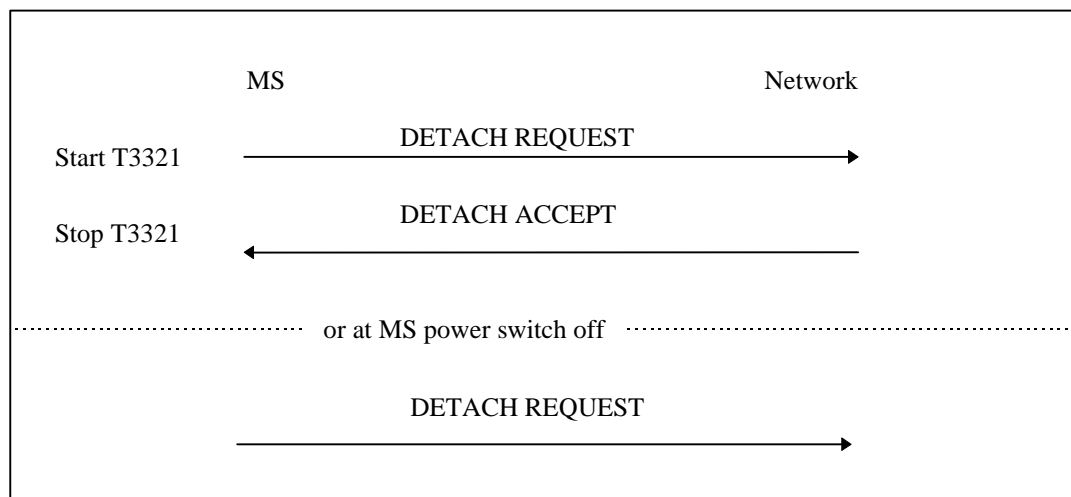 MS Network
DETACH REQUEST
Start T3321
DETACH ACCEPT
Stop T3321
or at MS power switch off
DETACH REQUEST